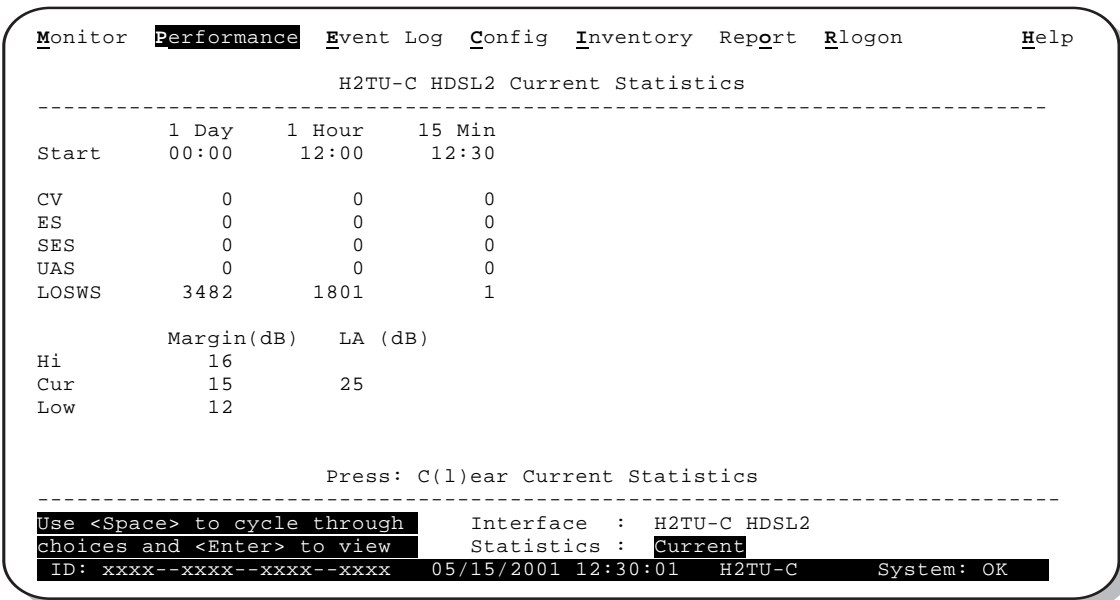 Monitor Performance Event Log Config Inventory Report Rlogon Help
H2TU-C HDSL2 Current Statistics
--------------------------------------------------------------------------------
1 Day 1 Hour 15 Min
Start 00:00 12:00 12:30
CV 0 0 0
ES 0 0 0
SES 0 0 0
UAS 0 0 0
LOSWS 3482 1801 1
Margin(dB) LA (dB)
Hi 16
Cur 15 25
Low 12
Press: C(l)ear Current Statistics
--------------------------------------------------------------------------------
Use <Space> to cycle through Interface : H2TU-C HDSL2
choices and <Enter> to view Statistics : Current
ID: xxxx--xxxx--xxxx--xxxx 05/15/2001 12:30:01 H2TU-C System: OK